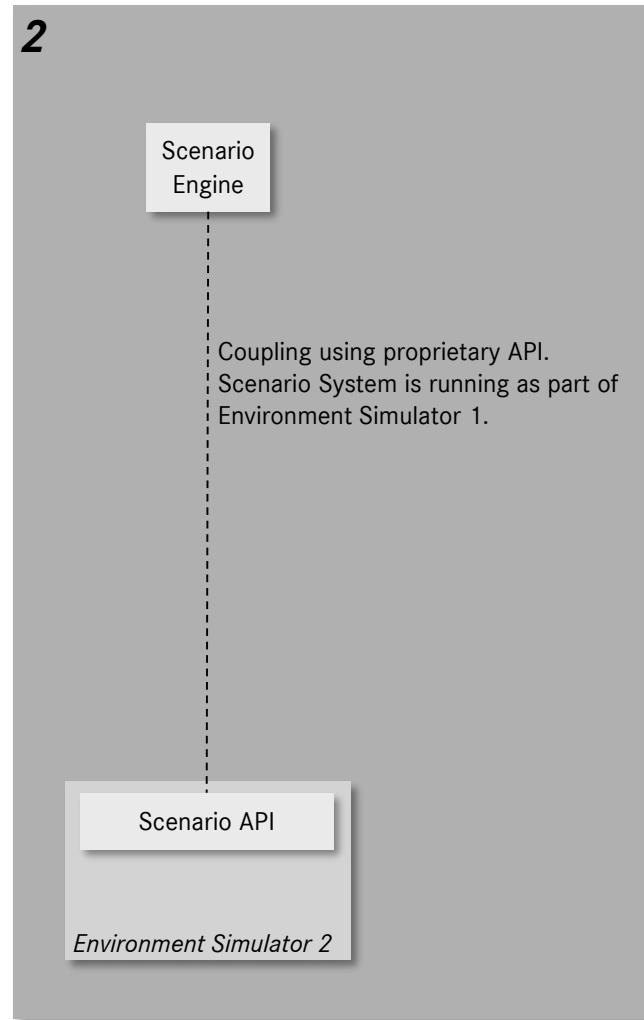 2
Scenario
Engine
Coupling using proprietary API.
Scenario System is running as part of
Environment Simulator 1.
Scenario API
Environment Simulator 2